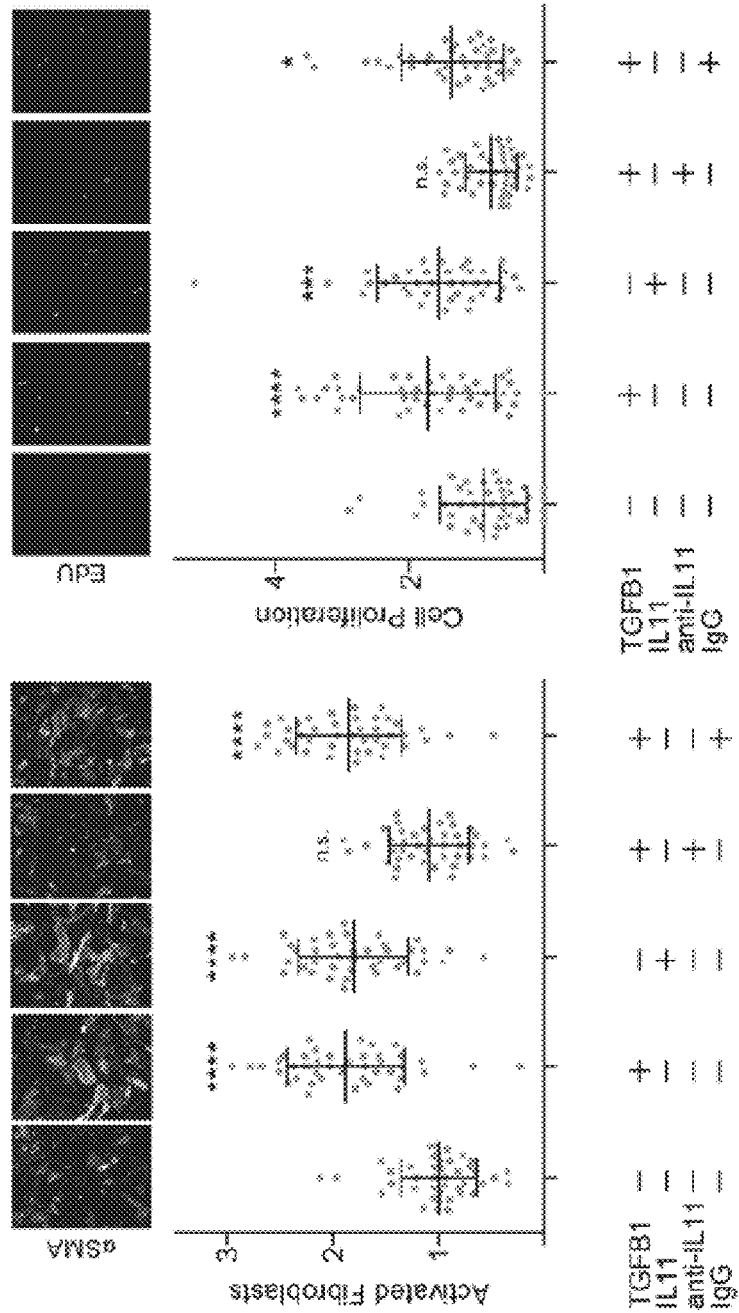 αSMA
Activated Fibroblasts
3
2
1
**** **** n.s. ****
TGFB1 − + − + +
IL11 − − + − −
anti-IL11 − − − + −
IgG − − − − +
EdU
Cell Proliferation
4
2
**** *** n.s. *
TGFB1 − + − + +
IL11 − − + − −
anti-IL11 − − − + −
IgG − − − − +